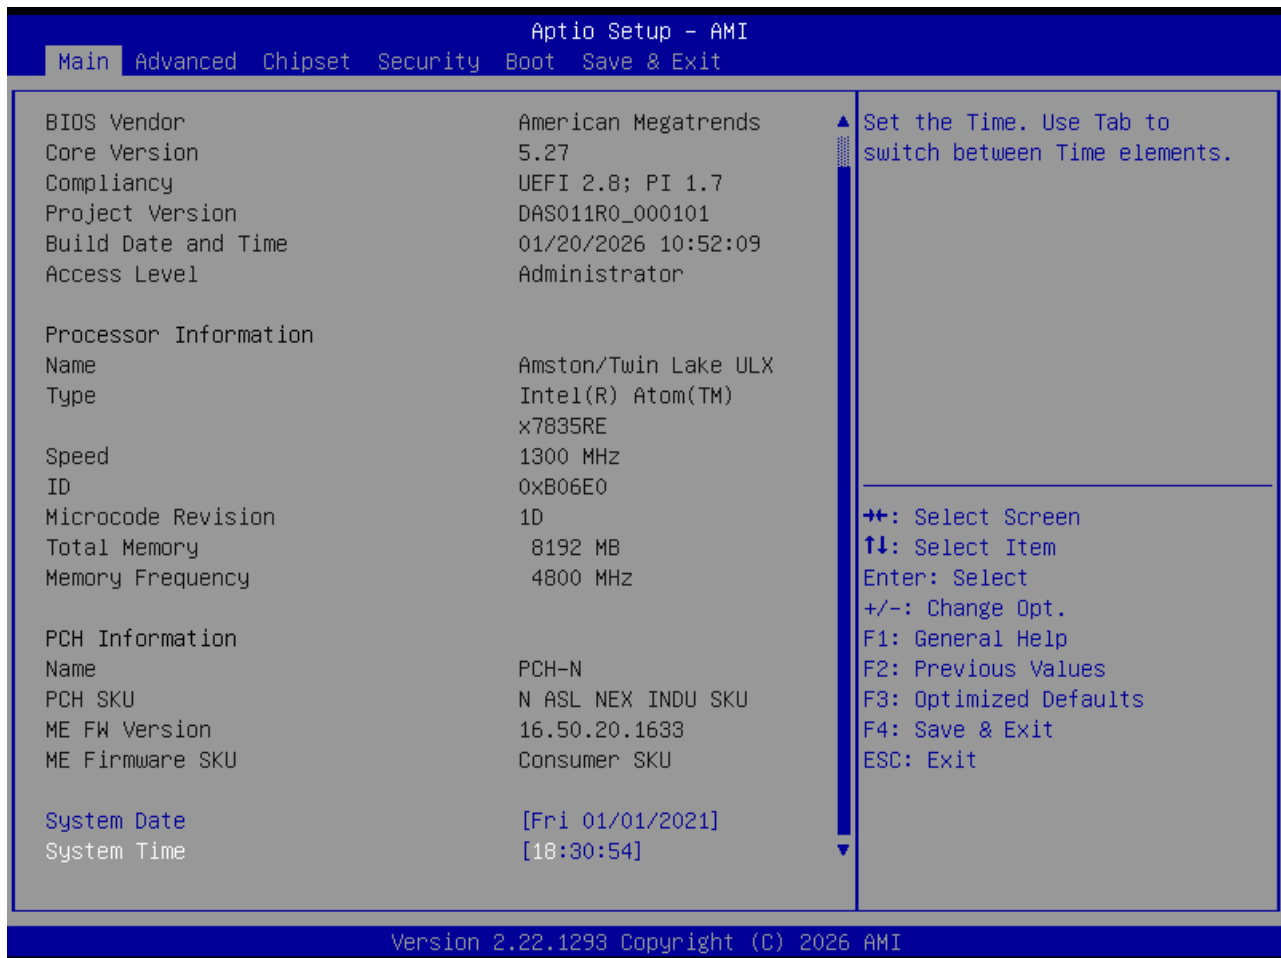 Aptio Setup – AMI
Main Advanced Chipset Security Boot Save & Exit
BIOS Vendor American Megatrends
Core Version 5.27
Compliancy UEFI 2.8; PI 1.7
Project Version DAS011R0_000101
Build Date and Time 01/20/2026 10:52:09
Access Level Administrator
Processor Information
Name Amston/Twin Lake ULX
Type Intel(R) Atom(TM)
x7835RE
Speed 1300 MHz
ID 0xB06E0
Microcode Revision 1D
Total Memory 8192 MB
Memory Frequency 4800 MHz
PCH Information
Name PCH-N
PCH SKU N ASL NEX INDU SKU
ME FW Version 16.50.20.1633
ME Firmware SKU Consumer SKU
System Date [Fri 01/01/2021]
System Time [18:30:54]
Set the Time. Use Tab to
switch between Time elements.
→←: Select Screen
↑↓: Select Item
Enter: Select
+/-: Change Opt.
F1: General Help
F2: Previous Values
F3: Optimized Defaults
F4: Save & Exit
ESC: Exit
Version 2.22.1293 Copyright (C) 2026 AMI